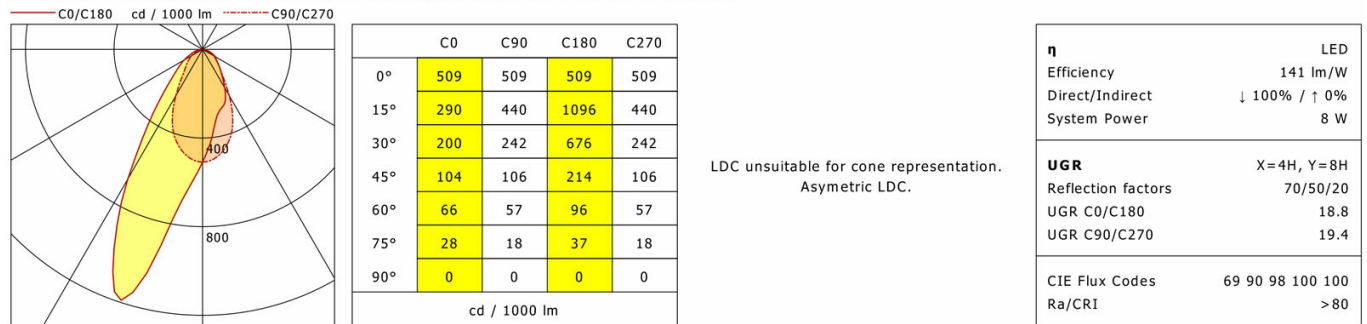 C0/C180 cd / 1000 lm C90/C270
400
800
C0 C90 C180 C270
0° 509 509 509 509
15° 290 440 1096 440
30° 200 242 676 242
45° 104 106 214 106
60° 66 57 96 57
75° 28 18 37 18
90° 0 0 0 0
cd / 1000 lm
LDC unsuitable for cone representation.
Asymetric LDC.
η LED
Efficiency 141 lm/W
Direct/Indirect ↓ 100% / ↑ 0%
System Power 8 W
UGR X=4H, Y=8H
Reflection factors 70/50/20
UGR C0/C180 18.8
UGR C90/C270 19.4
CIE Flux Codes 69 90 98 100 100
Ra/CRI >80